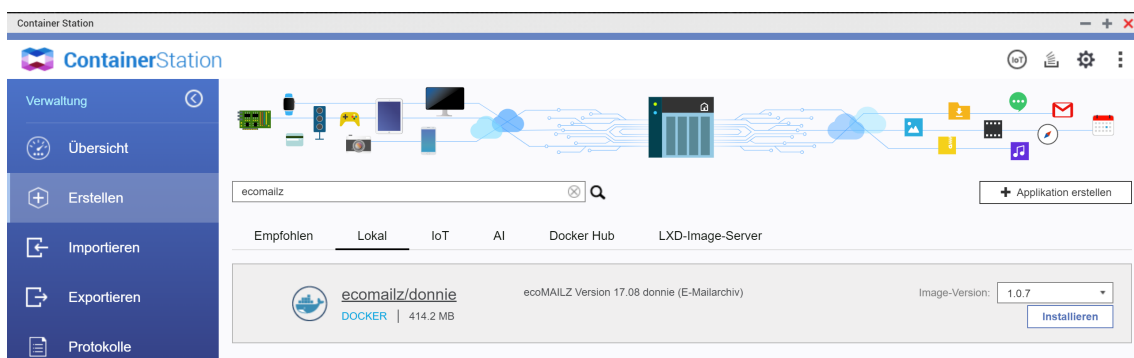 Container Station
ContainerStation
IoT
Verwaltung
Übersicht
Erstellen
Importieren
Exportieren
Protokolle
ecomailz
+ Applikation erstellen
Empfohlen Lokal IoT AI Docker Hub LXD-Image-Server
ecomailz/donnie
DOCKER | 414.2 MB
ecoMAILZ Version 17.08 donnie (E-Mailarchiv)
Image-Version: 1.0.7
Installieren